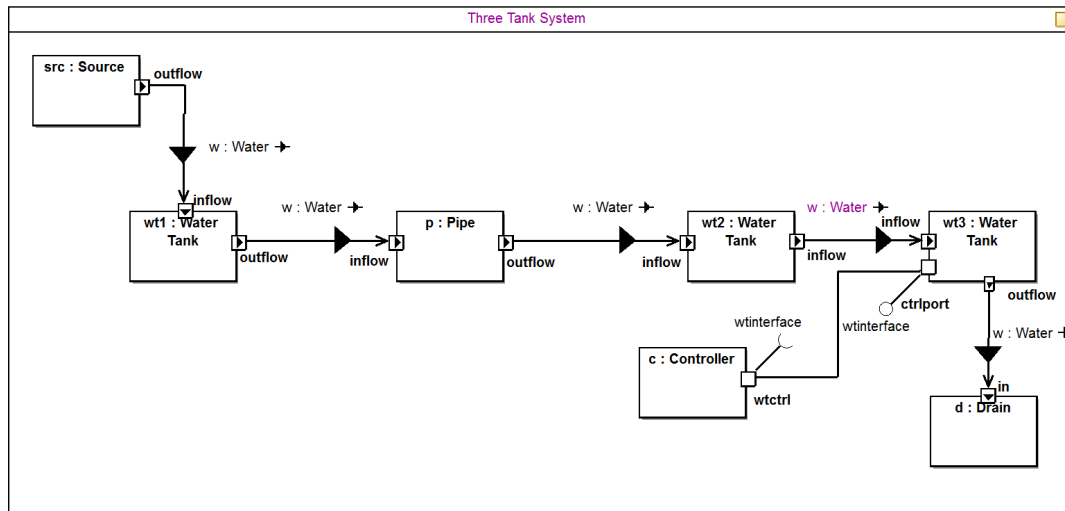 Three Tank System
src : Source
outflow
w : Water
inflow
wt1 : Water
Tank
outflow
w : Water
inflow
p : Pipe
outflow
w : Water
inflow
wt2 : Water
Tank
inflow
w : Water
inflow
wt3 : Water
Tank
ctrlport
wtinterface
outflow
w : Water
wtinterface
c : Controller
wtctrl
in
d : Drain